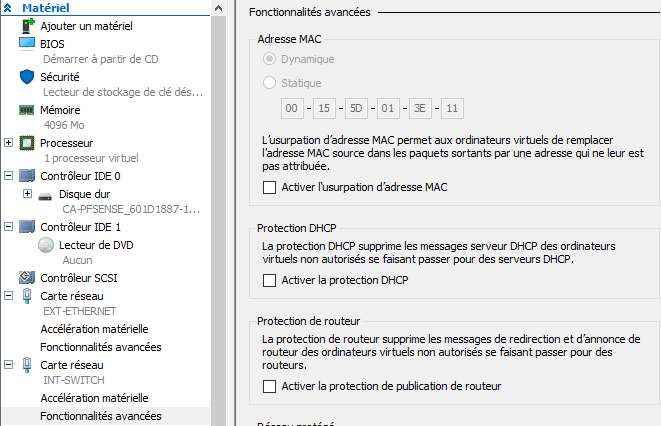 Matériel
Ajouter un matériel
BIOS
Démarrer à partir de CD
Sécurité
Lecteur de stockage de clé dés...
Mémoire
4096 Mo
Processeur
1 processeur virtuel
Contrôleur IDE 0
Disque dur
CA-PFSENSE_601D1887-1...
Contrôleur IDE 1
Lecteur de DVD
Aucun
Contrôleur SCSI
Carte réseau
EXT-ETHERNET
Accélération matérielle
Fonctionnalités avancées
Carte réseau
INT-SWITCH
Accélération matérielle
Fonctionnalités avancées
Fonctionnalités avancées
Adresse MAC
Dynamique
Statique
00 - 15 - 5D - 01 - 3E - 11
L'usurpation d'adresse MAC permet aux ordinateurs virtuels de remplacer
l'adresse MAC source dans les paquets sortants par une adresse qui ne leur est
pas attribuée.
Activer l'usurpation d'adresse MAC
Protection DHCP
La protection DHCP supprime les messages serveur DHCP des ordinateurs
virtuels non autorisés se faisant passer pour des serveurs DHCP.
Activer la protection DHCP
Protection de routeur
La protection de routeur supprime les messages de redirection et d'annonce de
routeur des ordinateurs virtuels non autorisés se faisant passer pour des
routeurs.
Activer la protection de publication de routeur